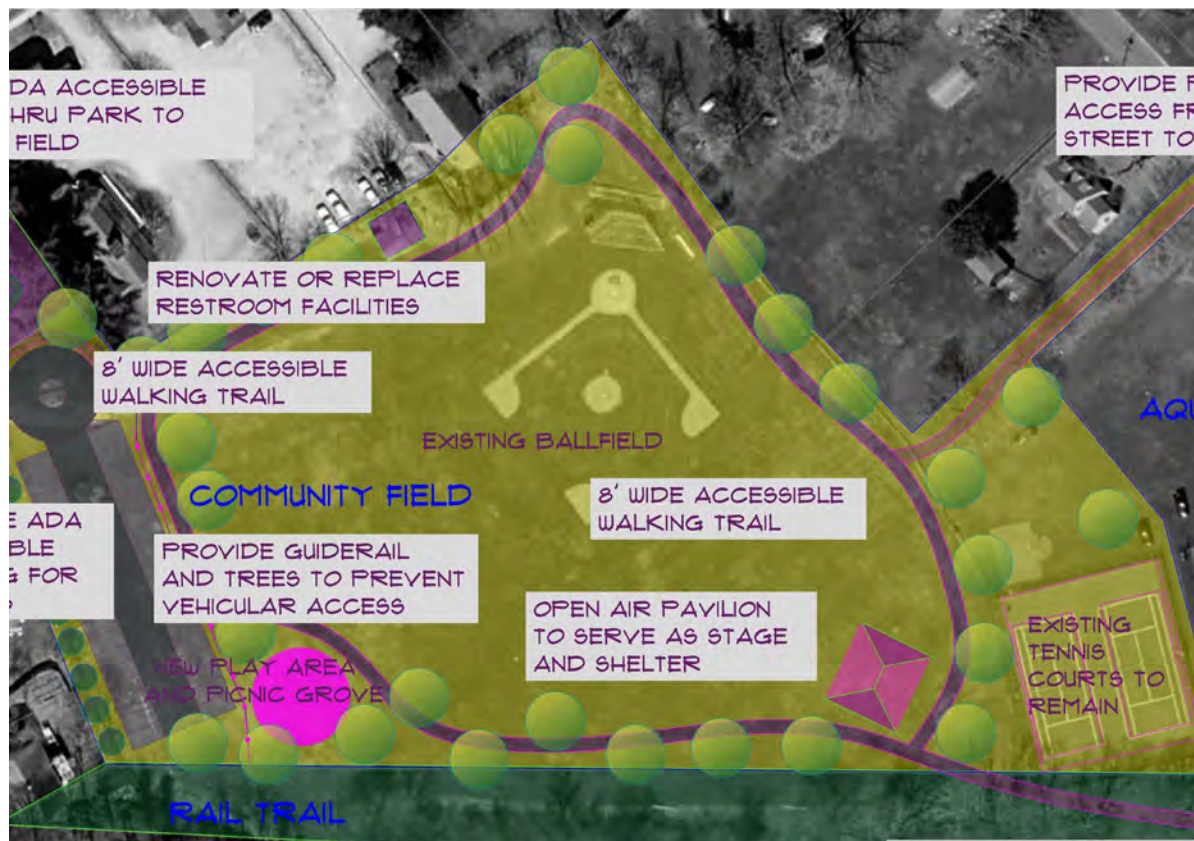 DA ACCESSIBLE
HRU PARK TO
FIELD
PROVIDE
ACCESS
STREET TO
RENOVATE OR REPLACE
RESTROOM FACILITIES
8' WIDE ACCESSIBLE
WALKING TRAIL
EXISTING BALLFIELD
COMMUNITY FIELD
8' WIDE ACCESSIBLE
WALKING TRAIL
E ADA
BLE
G FOR
PROVIDE GUIDERAIL
AND TREES TO PREVENT
VEHICULAR ACCESS
OPEN AIR PAVILION
TO SERVE AS STAGE
AND SHELTER
EXISTING
TENNIS
COURTS TO
REMAIN
NEW PLAY AREA
AND PICNIC GROVE
RAIL TRAIL